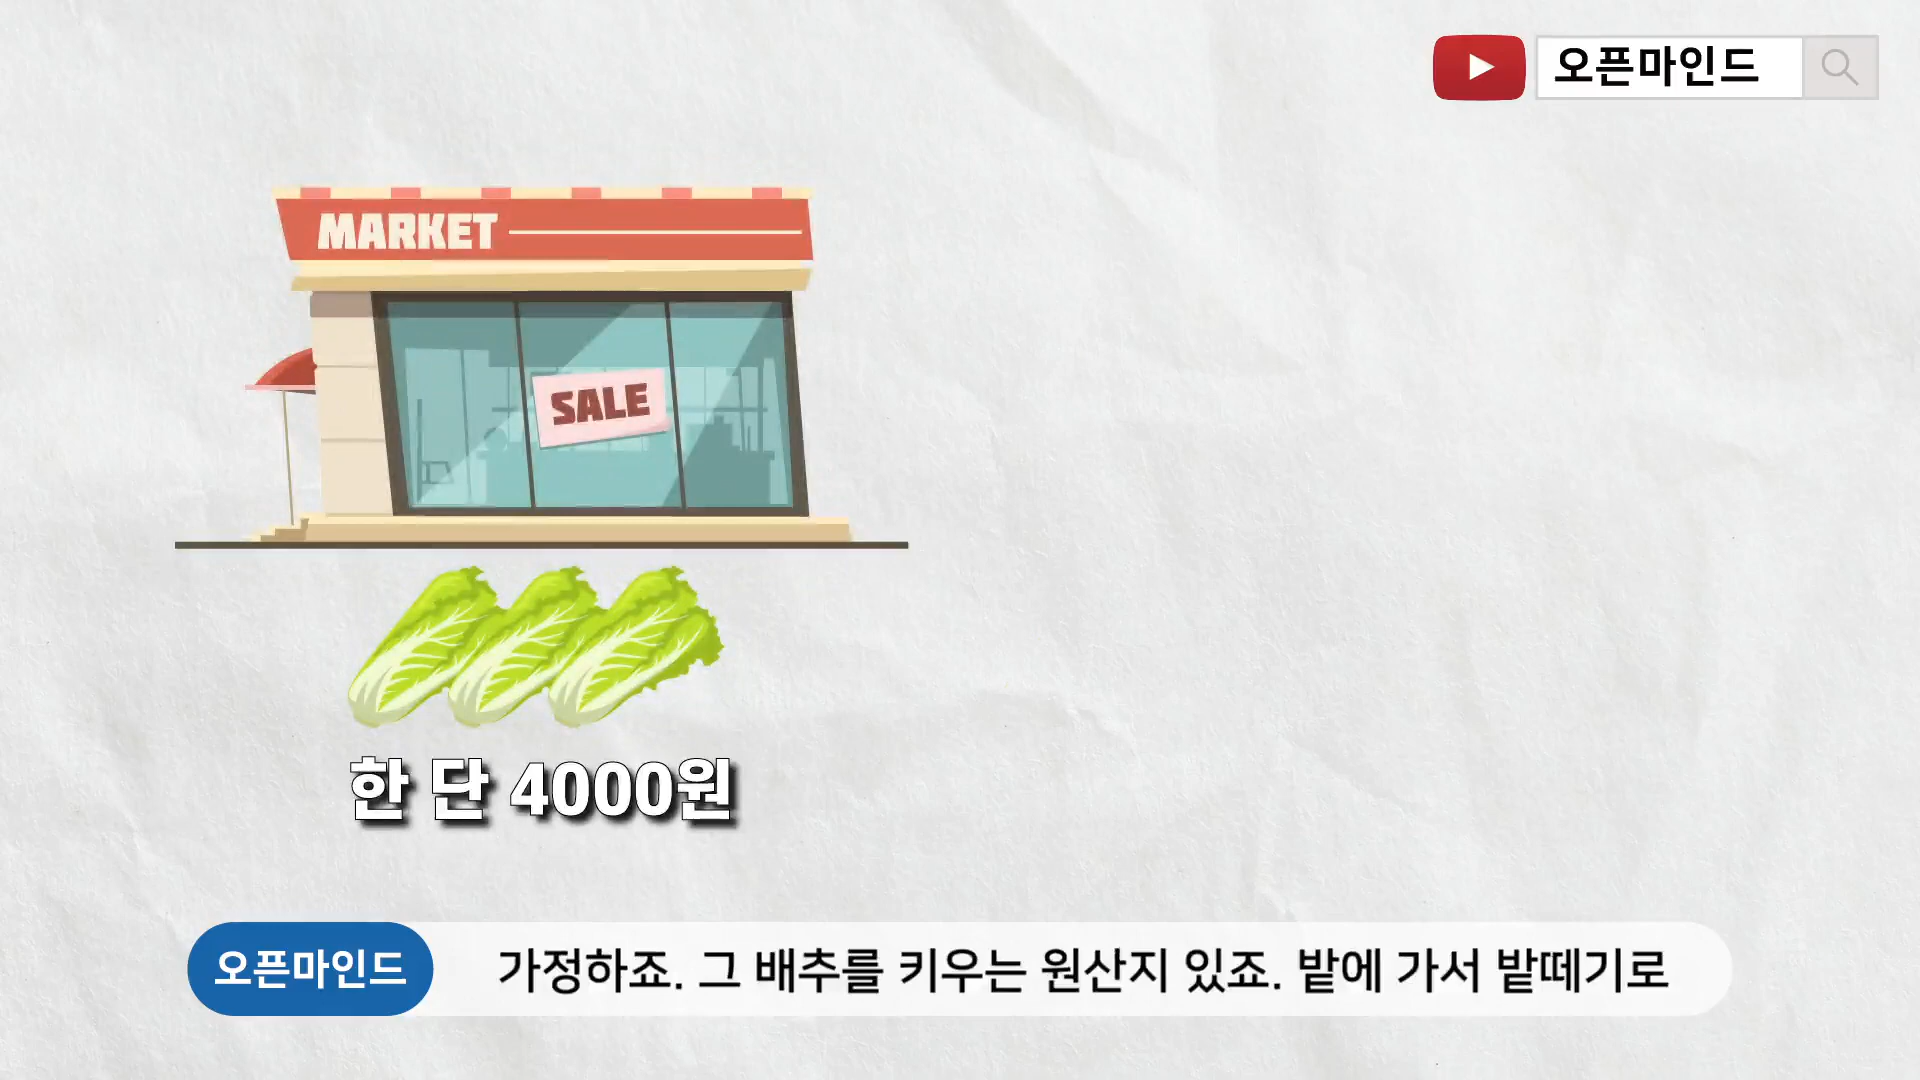 오픈마인드
MARKET
SALE
한 단 4000원
오픈마인드
가정하죠. 그 배추를 키우는 원산지 있죠. 밭에 가서 밭떼기로